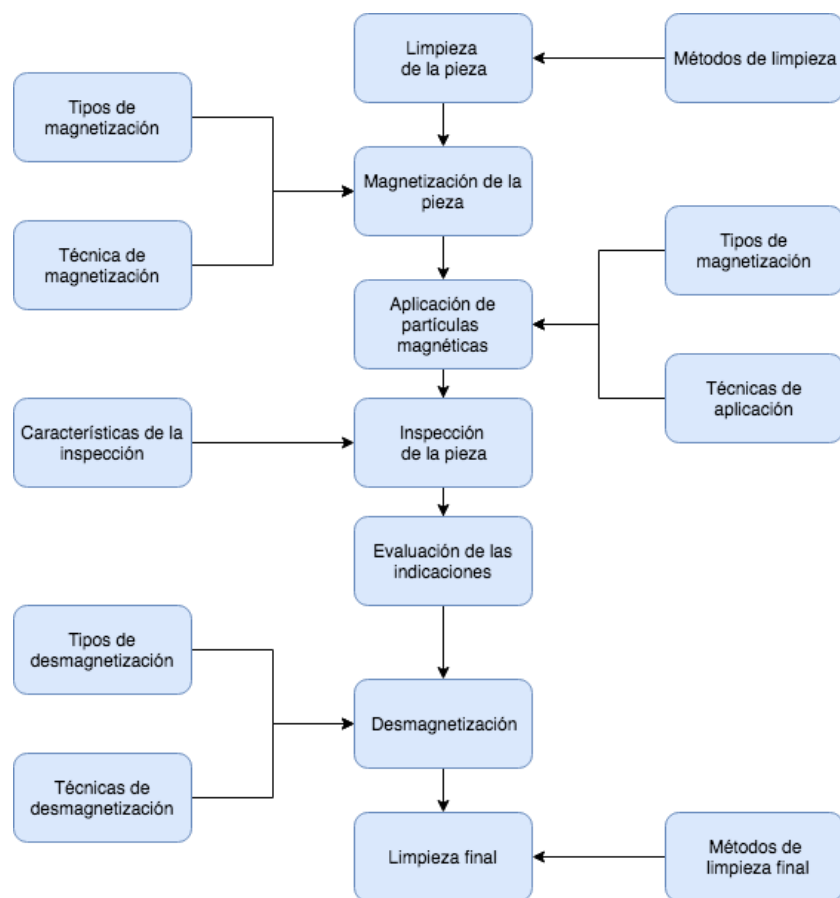 Limpieza
de la pieza
Métodos de limpieza
Tipos de
magnetización
Magnetización de la
pieza
Técnica de
magnetización
Tipos de
magnetización
Aplicación de
partículas
magnéticas
Técnicas de
aplicación
Características de la
inspección
Inspección
de la pieza
Evaluación de las
indicaciones
Tipos de
desmagnetización
Desmagnetización
Técnicas de
desmagnetización
Limpieza final
Métodos de
limpieza final